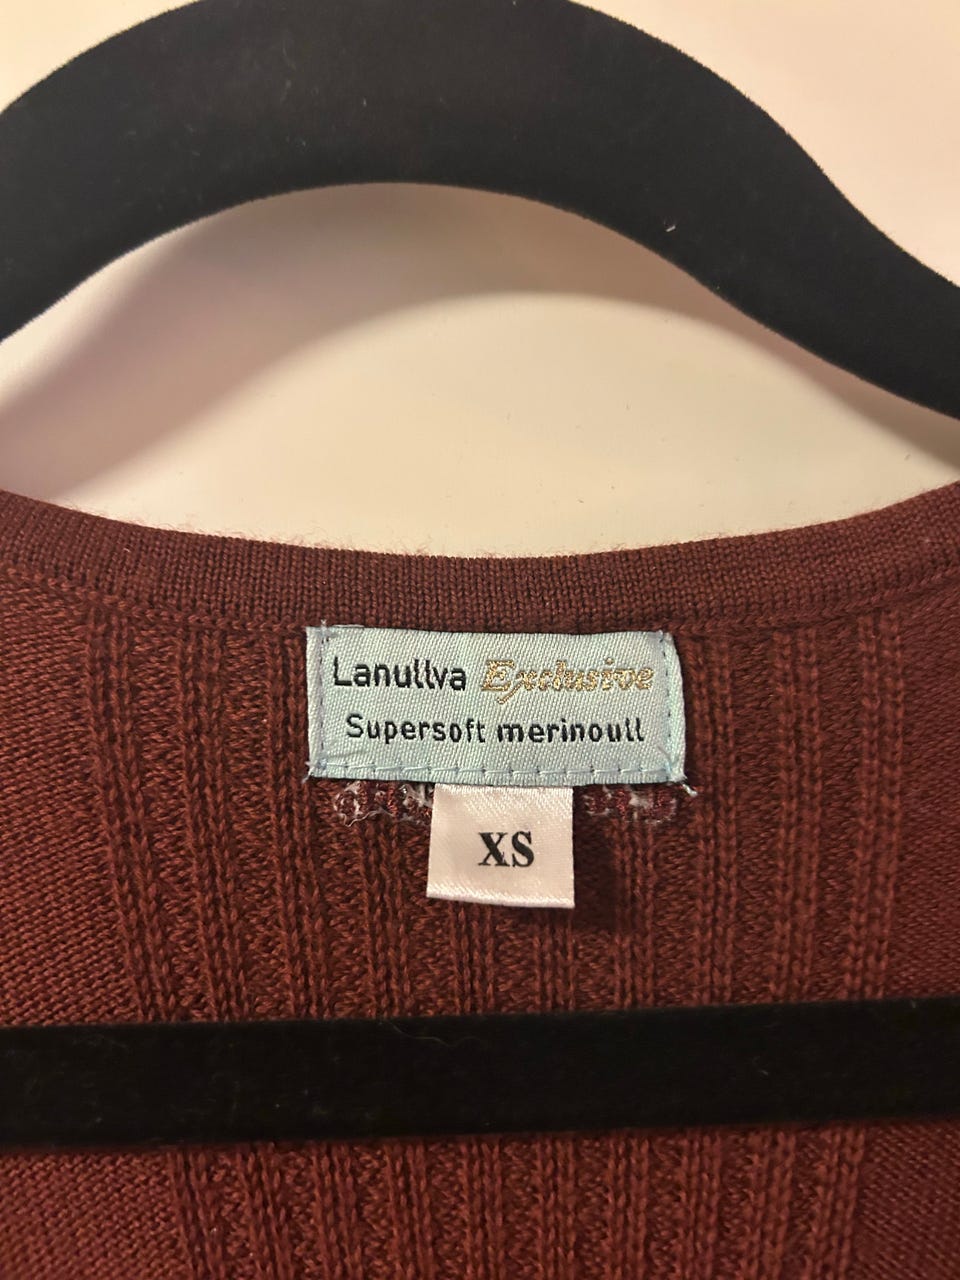 Lanullva Exclusive
Supersoft merinoull
XS